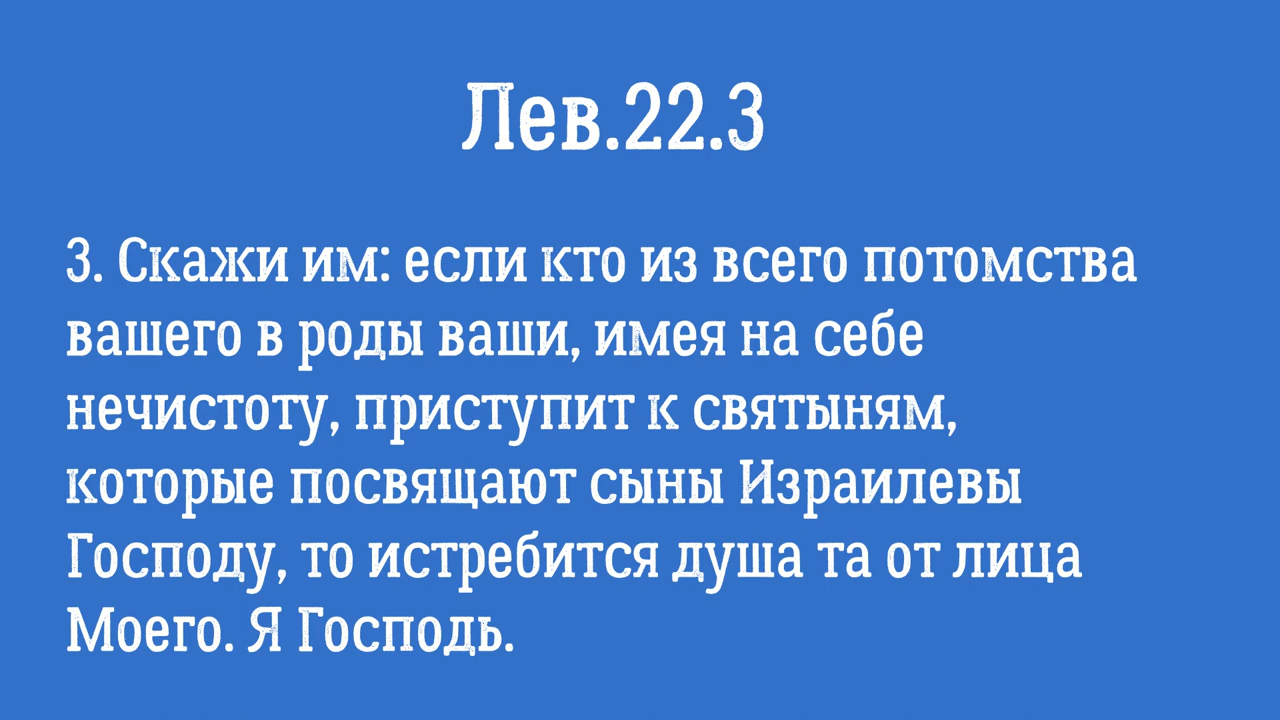 Лев.22.3
3. Скажи им: если кто из всего потомства
вашего в роды ваши, имея на себе
нечистоту, приступит к святыням,
которые посвящают сыны Израилевы
Господу, то истребится душа та от лица
Моего. Я Господь.